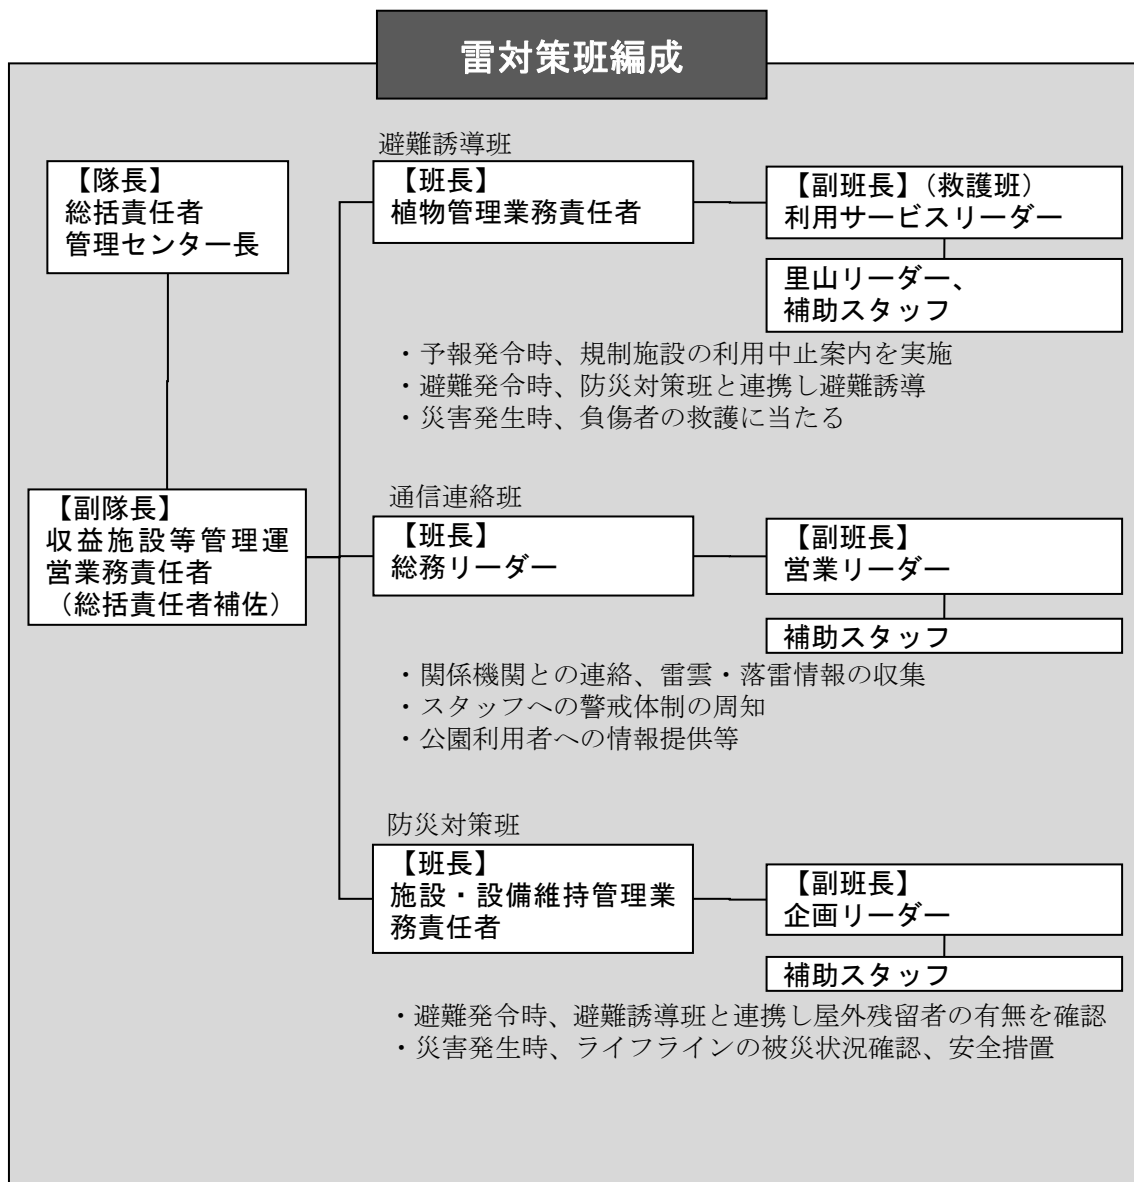 雷対策班編成
【隊長】
総括責任者
管理センター長
【副隊長】
収益施設等管理運
営業務責任者
（総括責任者補佐）
避難誘導班
【班長】
植物管理業務責任者
【副班長】（救護班）
利用サービスリーダー
里山リーダー、
補助スタッフ
・予報発令時、規制施設の利用中止案内を実施
・避難発令時、防災対策班と連携し避難誘導
・災害発生時、負傷者の救護に当たる
通信連絡班
【班長】
総務リーダー
【副班長】
営業リーダー
補助スタッフ
・関係機関との連絡、雷雲・落雷情報の収集
・スタッフへの警戒体制の周知
・公園利用者への情報提供等
防災対策班
【班長】
施設・設備維持管理業
務責任者
【副班長】
企画リーダー
補助スタッフ
・避難発令時、避難誘導班と連携し屋外残留者の有無を確認
・災害発生時、ライフラインの被災状況確認、安全措置